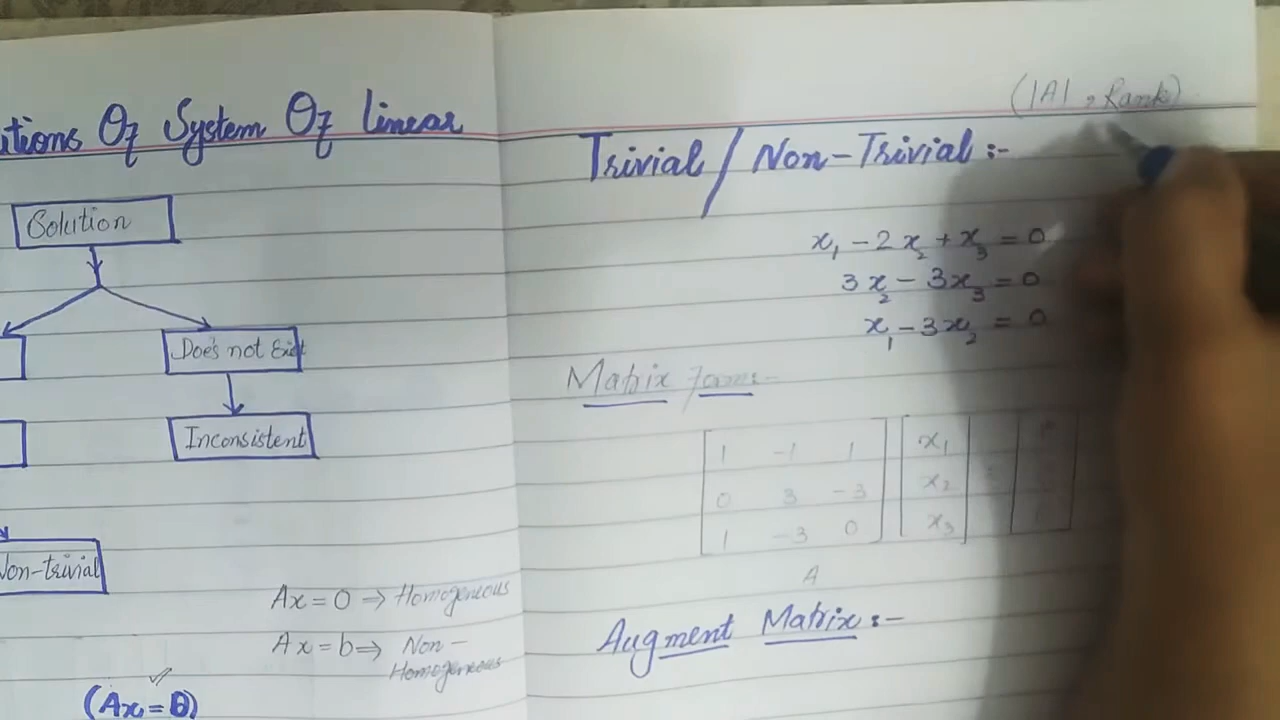 itions Of System Of linear
Solution
Does not Exist
Inconsistent
Non-trivial
Ax = 0 → Homogeneous
Ax = b ⇒ Non-
Homogeneous
(Ax = 0)
(|A| , Rank)
Trivial / Non-Trivial :-
x₁ - 2x₂ + x₃ = 0
3x₂ - 3x₃ = 0
x₁ - 3x₂ = 0
Matrix form:-
1 -1 1 x₁ =
0 3 -3 x₂
1 -3 0 x₃
A
Augment Matrix :-